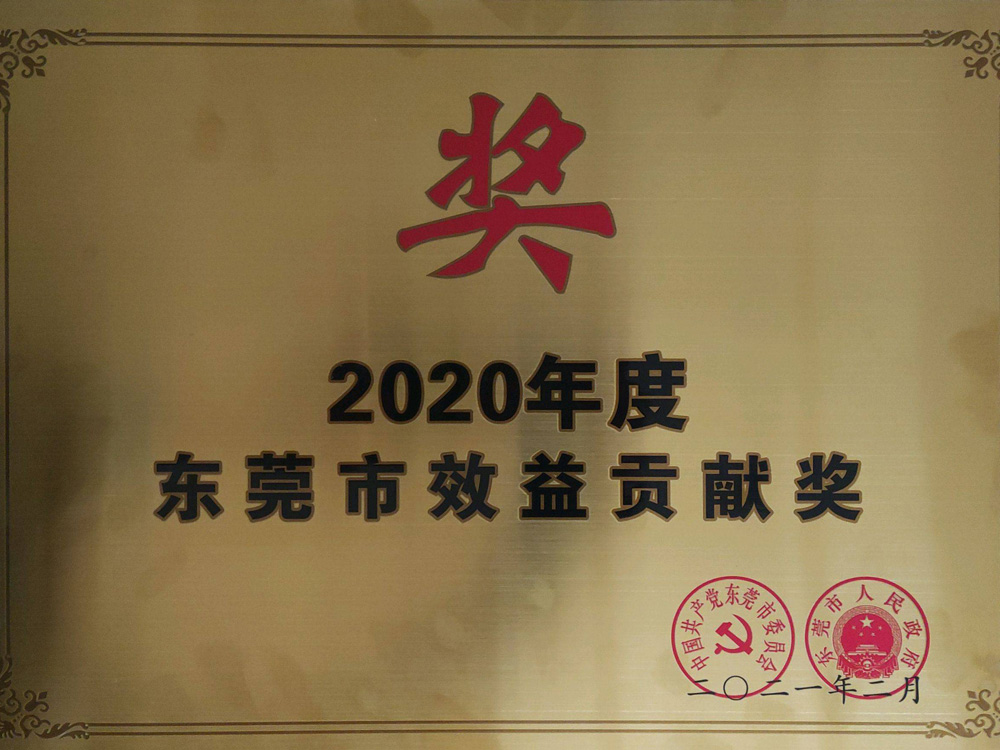 奖
2020年度
东莞市效益贡献奖
中国共产党东莞市委员会
东莞市人民政府
二〇二一年二月